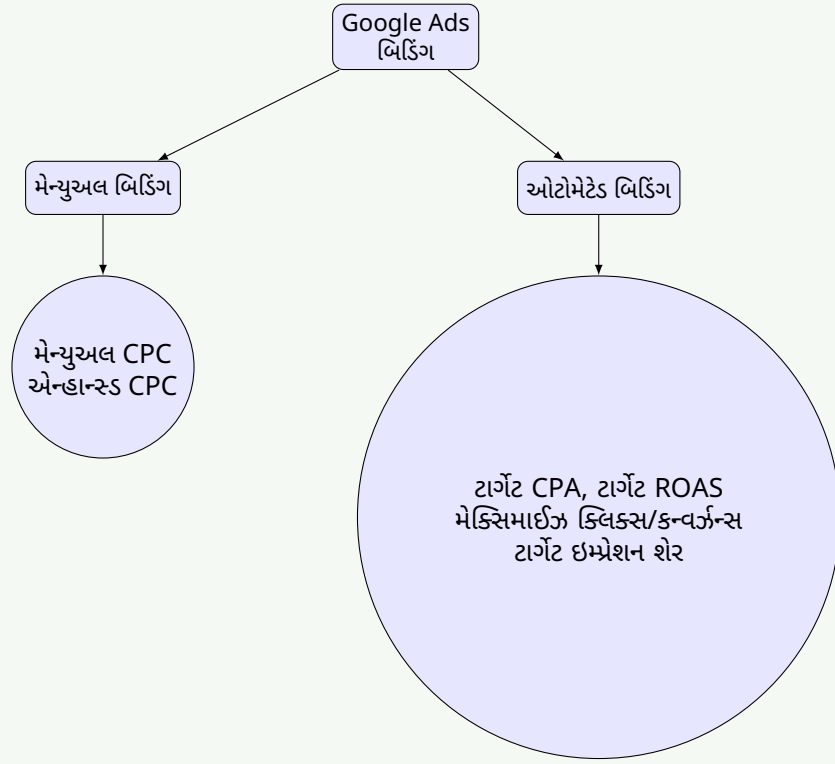 Google Ads
બિડિંગ
મેન્યુઅલ બિડિંગ
ઓટોમેટેડ બિડિંગ
મેન્યુઅલ CPC
એન્હાન્સ્ડ CPC
ટાર્ગેટ CPA, ટાર્ગેટ ROAS
મેક્સિમાઈઝ ક્લિક્સ/કન્વર્ઝન્સ
ટાર્ગેટ ઇમ્પ્રેશન શેર